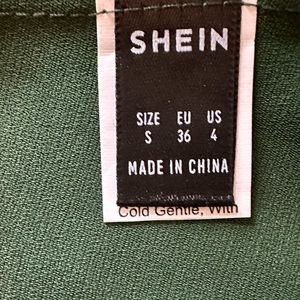 SHEIN
SIZE EU US
S 36 4
MADE IN CHINA
Cold Gentle, With